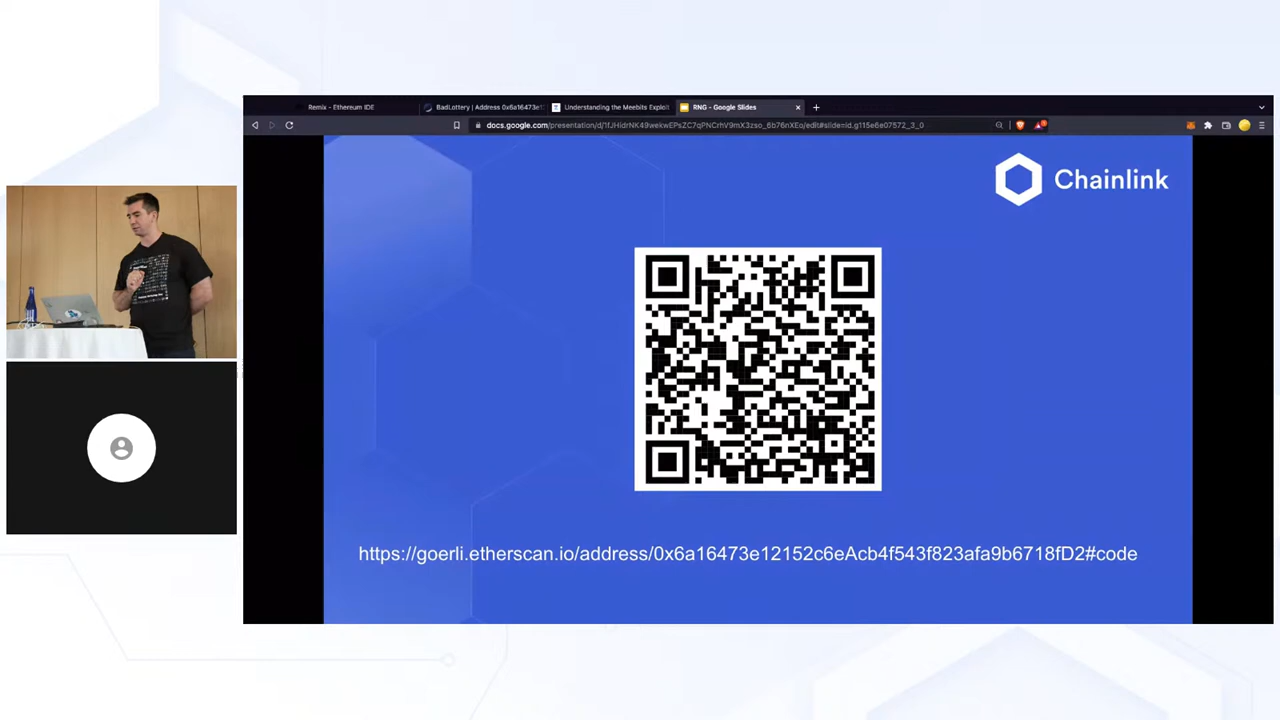 Remix - Ethereum IDE
BadLottery | Address 0x6a16473e1
Understanding the Meebits Exploit
RNG - Google Slides
Chainlink
https://goerli.etherscan.io/address/0x6a16473e12152c6eAcb4f543f823afa9b6718fD2#code